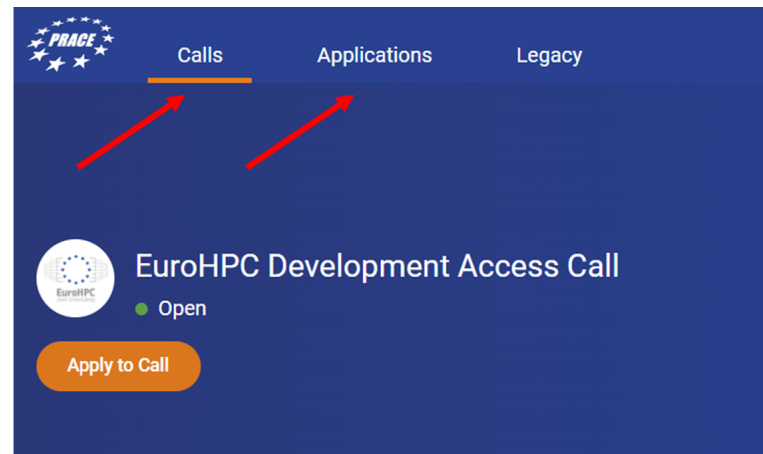 PRACE
Calls Applications Legacy
EuroHPC Development Access Call
EuroHPC
Open
Apply to Call